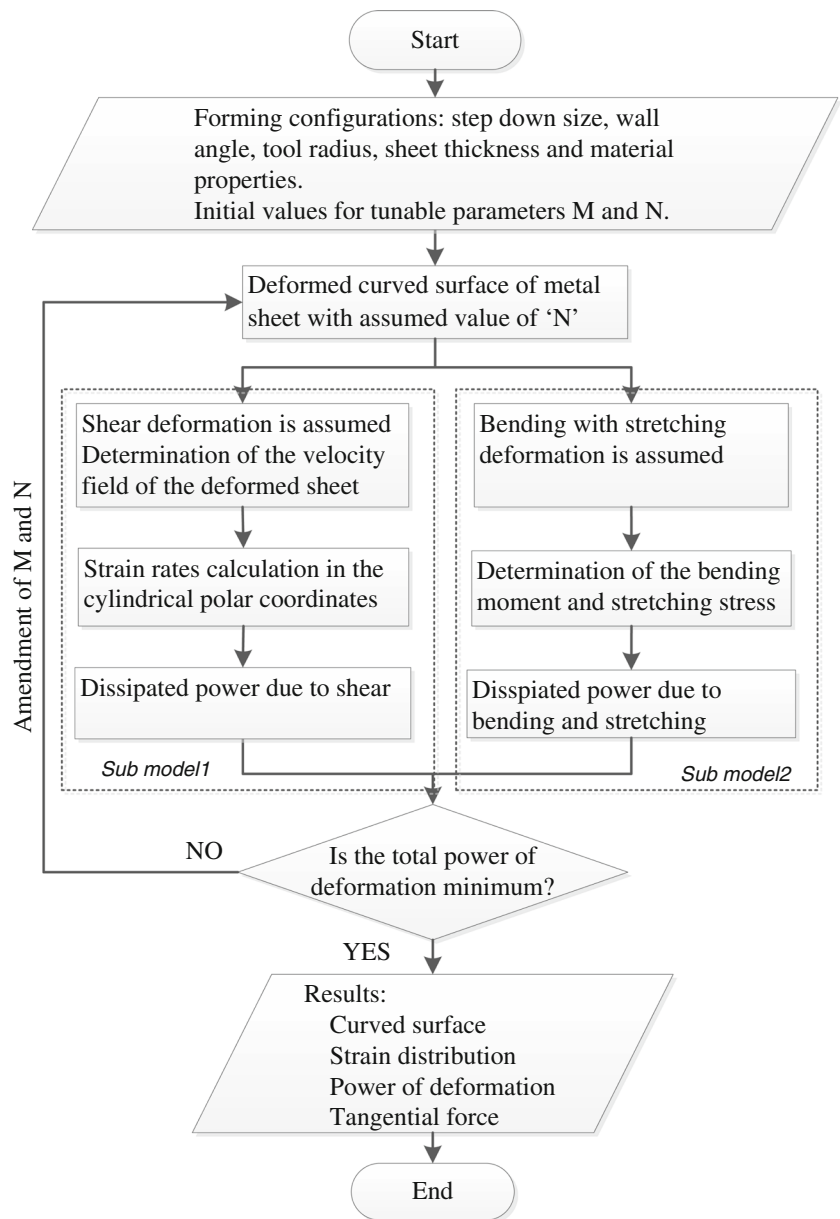 Start
Forming configurations: step down size, wall
angle, tool radius, sheet thickness and material
properties.
Initial values for tunable parameters M and N.
Deformed curved surface of metal
sheet with assumed value of ‘N’
Amendment of M and N
Shear deformation is assumed
Determination of the velocity
field of the deformed sheet
Strain rates calculation in the
cylindrical polar coordinates
Dissipated power due to shear
Sub model1
Bending with stretching
deformation is assumed
Determination of the bending
moment and stretching stress
Disspiated power due to
bending and stretching
Sub model2
NO
Is the total power of
deformation minimum?
YES
Results:
Curved surface
Strain distribution
Power of deformation
Tangential force
End